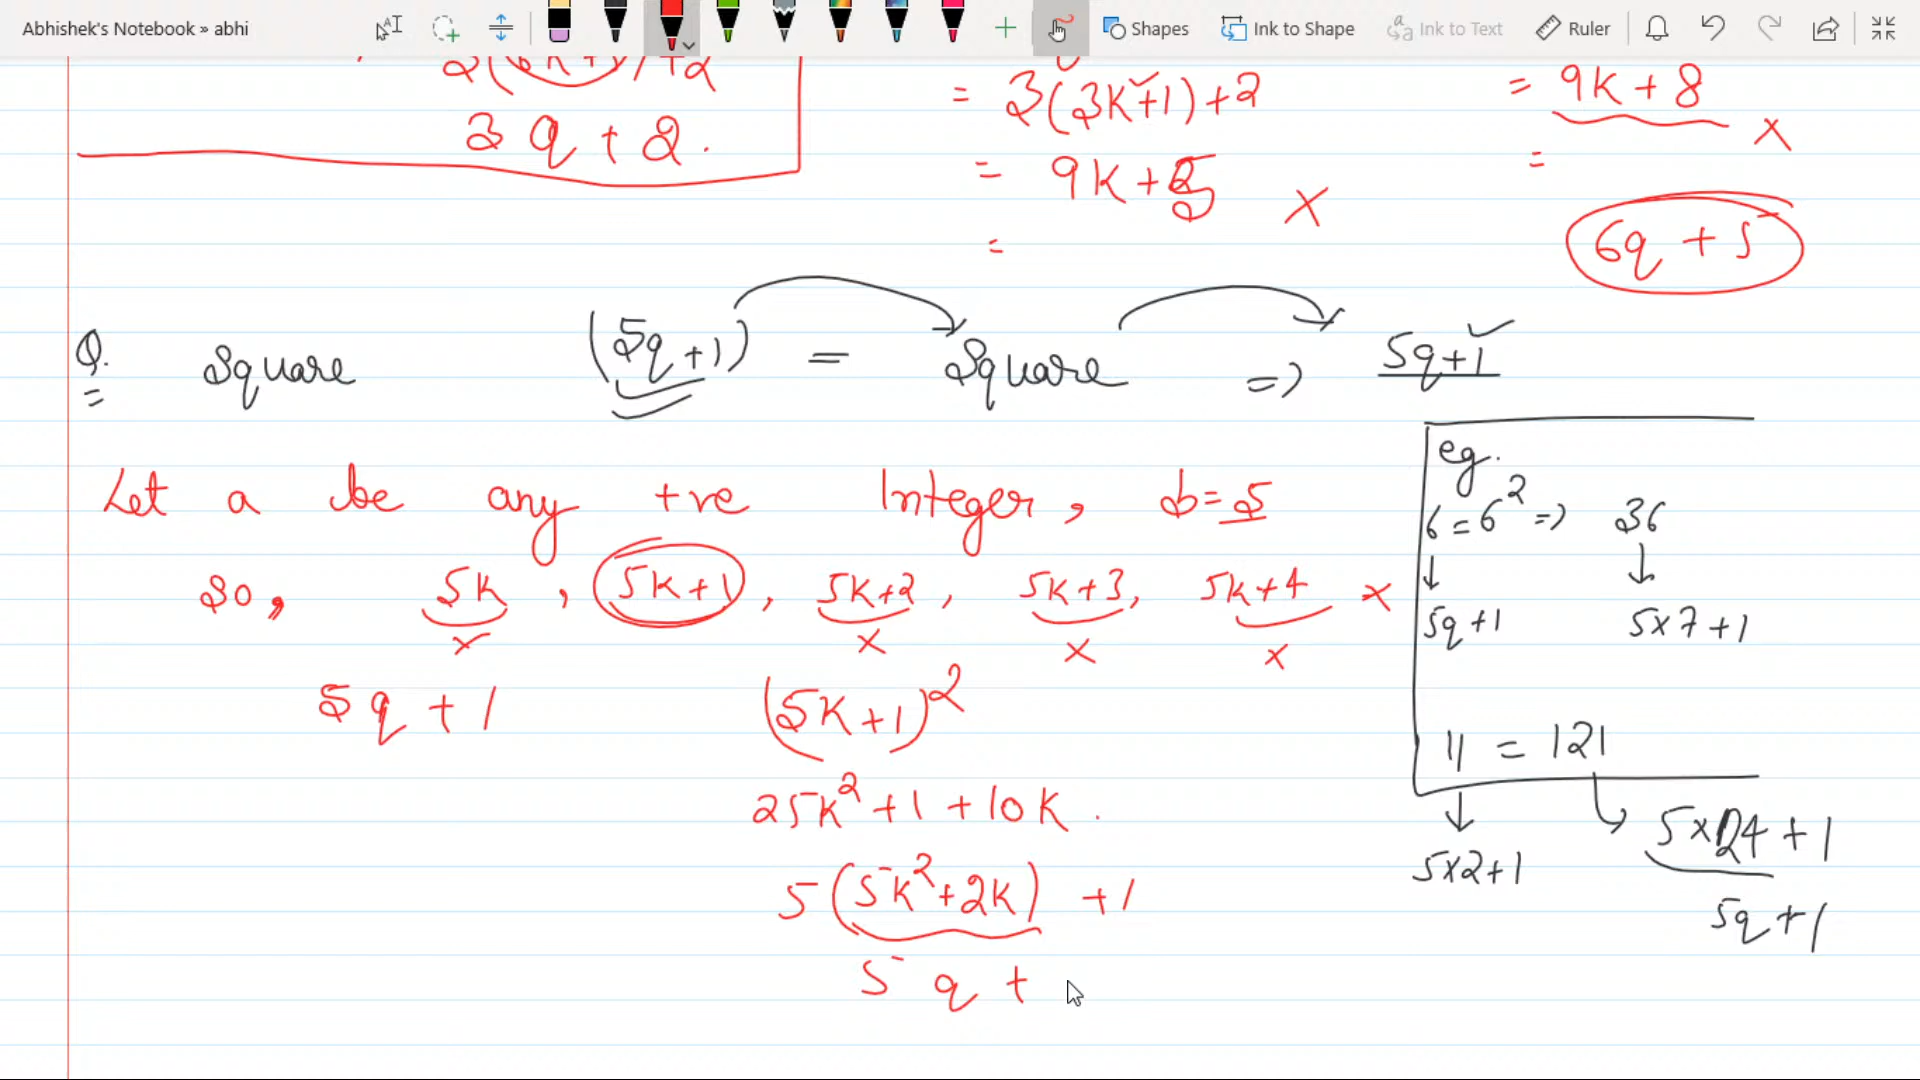 Abhishek's Notebook » abhi
Shapes
Ink to Shape
Ink to Text
Ruler
3 q + 2.
= 3(3k+1)+2
= 9k+5 ×
=
= 9k+8 ×
=
6q + 5
Q. Square (5q+1) = Square => 5q+1
Let a be any +ve Integer, b=5
So, 5k, 5k+1, 5k+2, 5k+3, 5k+4 ×
× × × ×
5q + 1 (5k+1)²
25k²+1+10k.
5(5k²+2k) +1
5 q +
eg.
6 = 6² => 36
↓ ↓
5q+1 5×7+1
11 = 121
5×2+1 5×24+1
5q+1